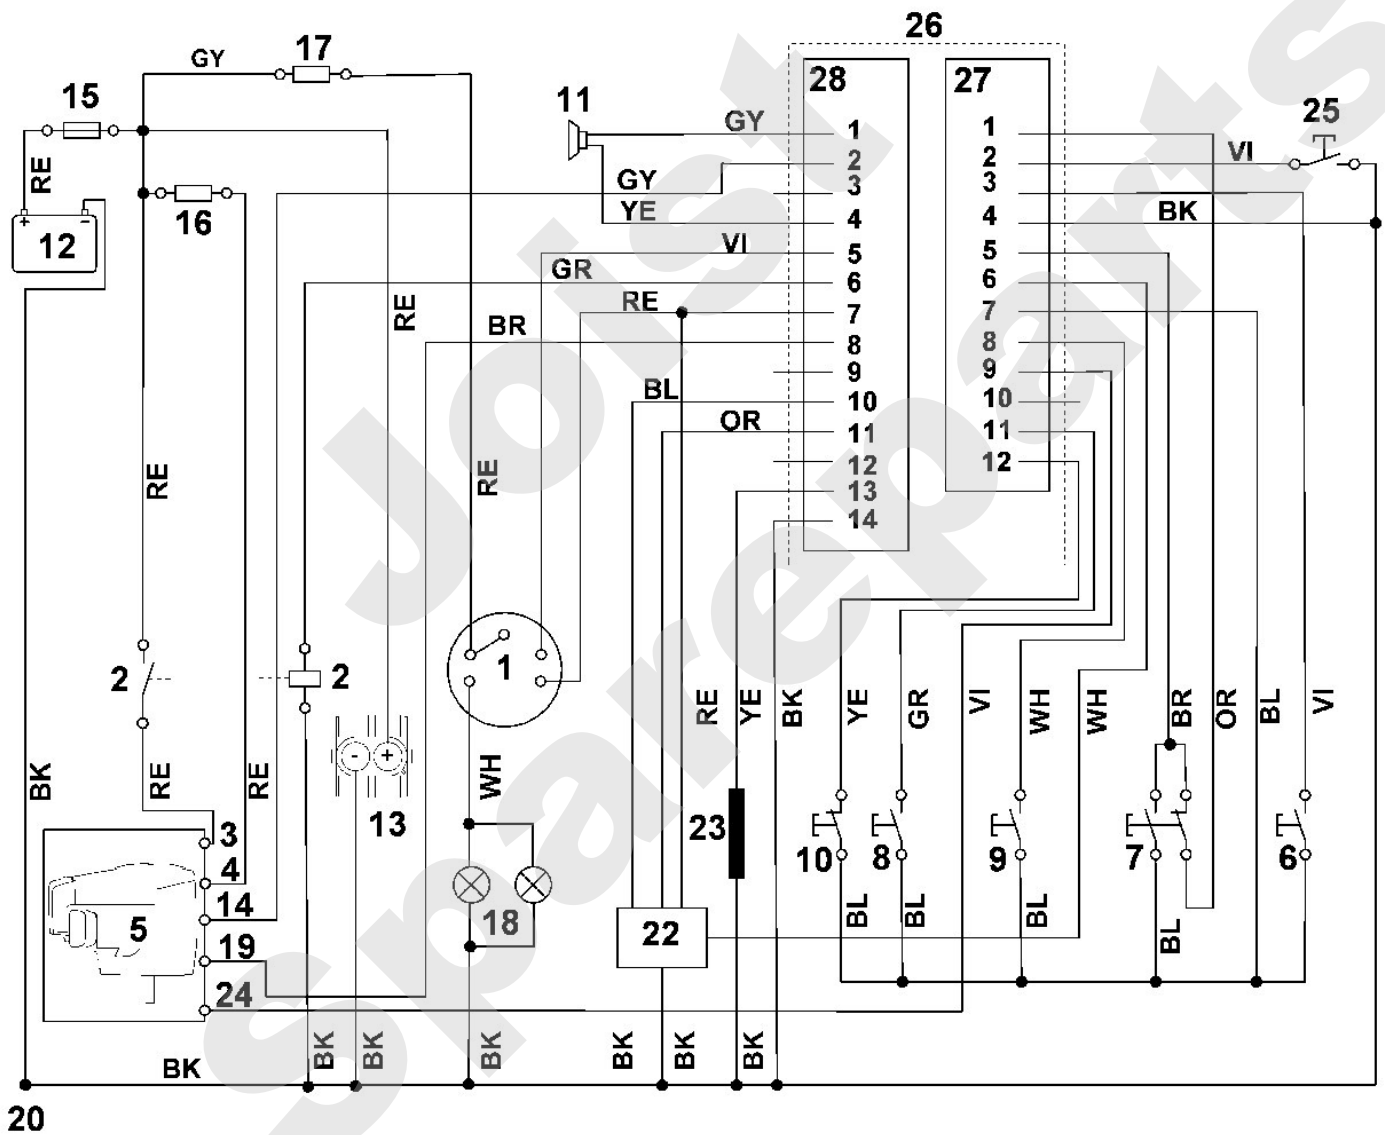 26
17
GY
28
27
15
11
25
GY
1
1
RE
2
2
VI
GY
3
3
16
YE
4
4
BK
12
VI
5
5
GR
6
6
RE
RE
7
7
BR
8
8
9
9
BL
10
10
OR
11
11
12
12
RE
RE
13
14
2
2
1
RE
YE
BK
YE
GR
VI
WH
WH
BR
OR
BL
VI
BK
RE
RE
WH
13
23
3
10
8
9
7
6
4
14
5
18
BL
BL
BL
BL
22
19
24
BK
BK
BK
BK
BK
BK
BK
20
Joist
Spareparts